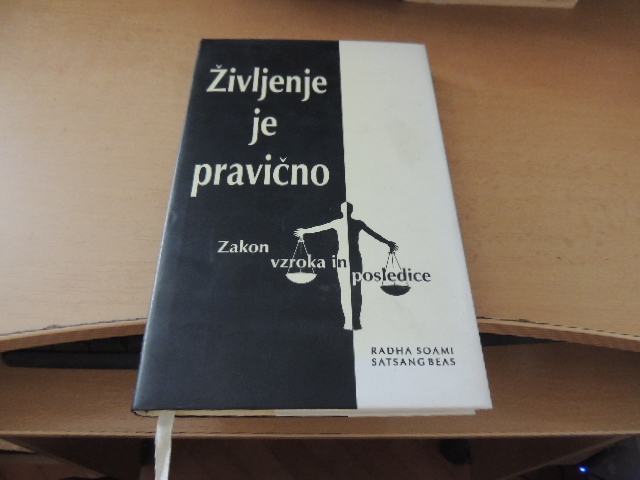 Življenje
je
pravično
Zakon
vzroka in
posledice
RADHA SOAMI
SATSANG BEAS